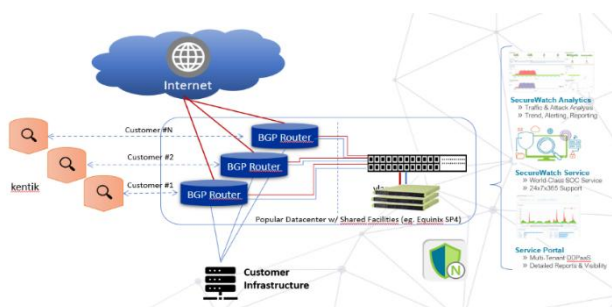 Internet
SecureWatch Analytics
» Traffic & Attack Analysis
» Trend, Alerting, Reporting
Customer #N
BGP Router
Customer #2
BGP Router
SecureWatch Service
» World-Class SOC Service
» 24x7x365 Support
kentik
Customer #1
BGP Router
Popular Datacenter w/ Shared Facilities (eg. Equinix SP4)
N
Service Portal
» Multi-Tenant DDPaaS
» Detailed Reports & Visibility
Customer
Infrastructure